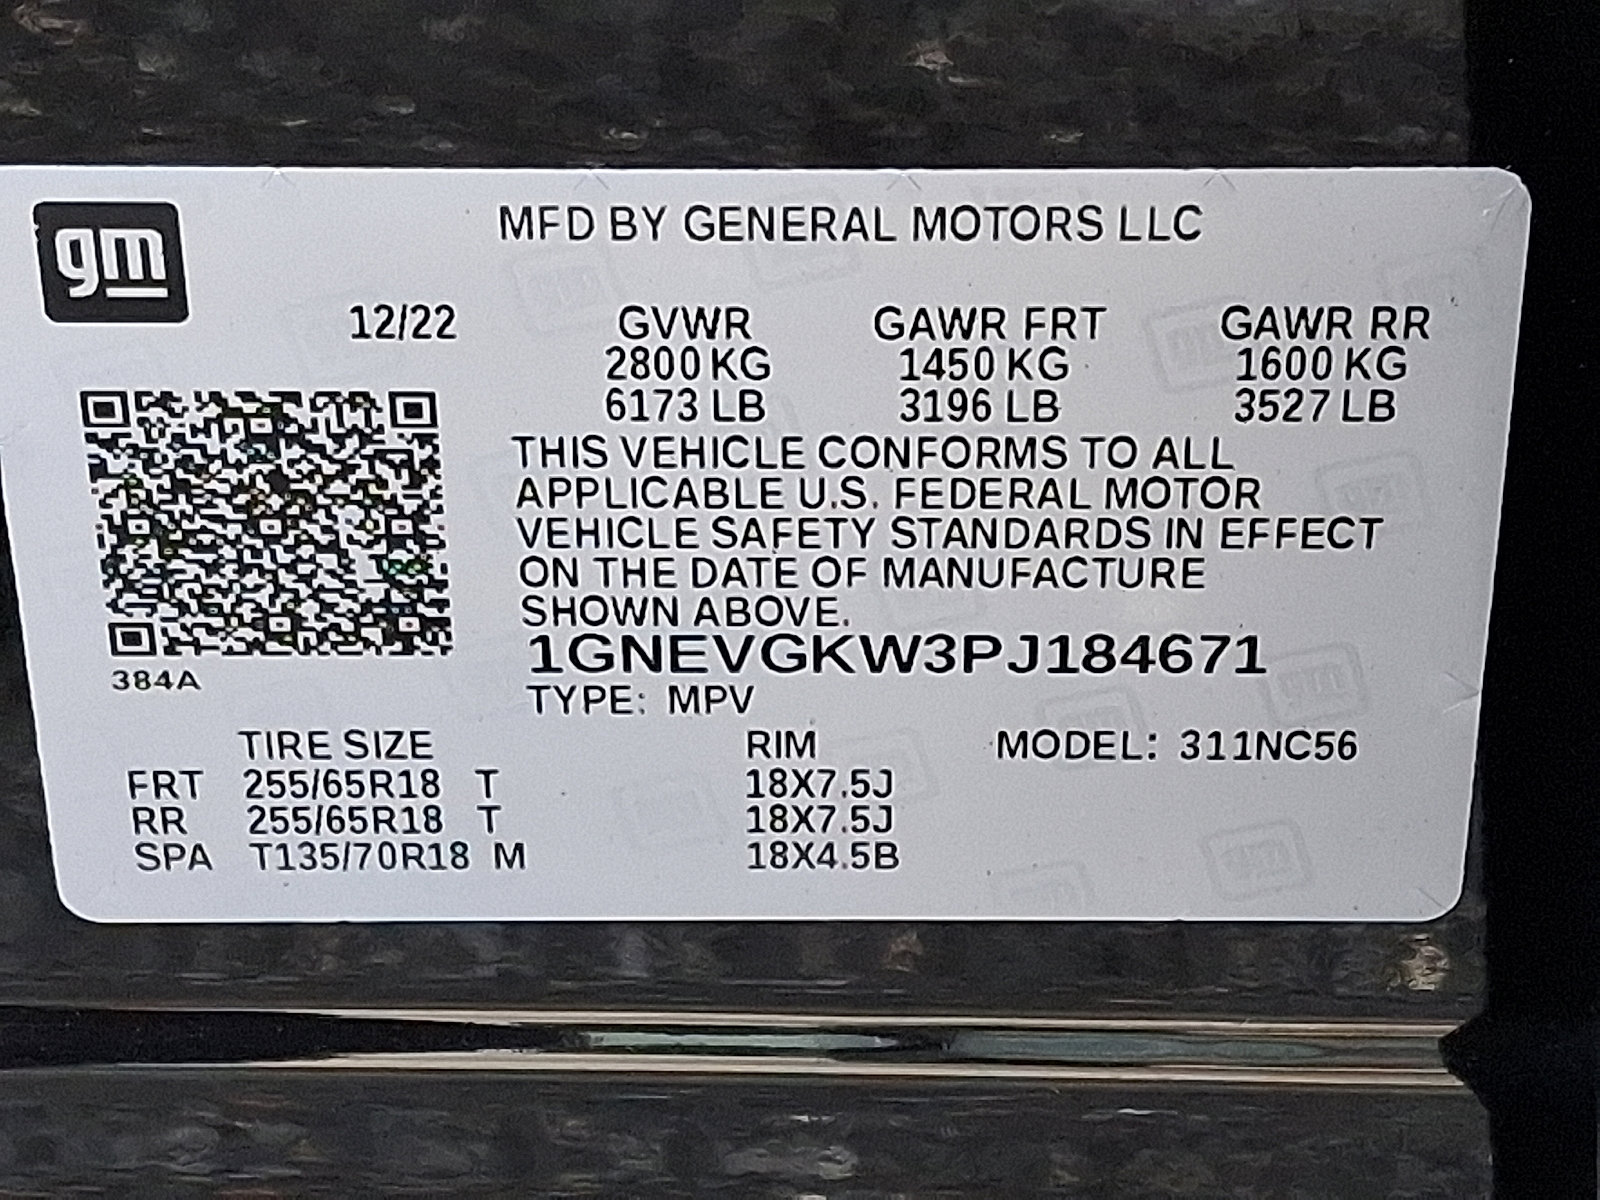 gm
MFD BY GENERAL MOTORS LLC
12/22 GVWR GAWR FRT GAWR RR
2800 KG 1450 KG 1600 KG
6173 LB 3196 LB 3527 LB
THIS VEHICLE CONFORMS TO ALL
APPLICABLE U.S. FEDERAL MOTOR
VEHICLE SAFETY STANDARDS IN EFFECT
ON THE DATE OF MANUFACTURE
SHOWN ABOVE.
1GNEVGKW3PJ184671
384A
TYPE: MPV
TIRE SIZE RIM MODEL: 311NC56
FRT 255/65R18 T 18X7.5J
RR 255/65R18 T 18X7.5J
SPA T135/70R18 M 18X4.5B